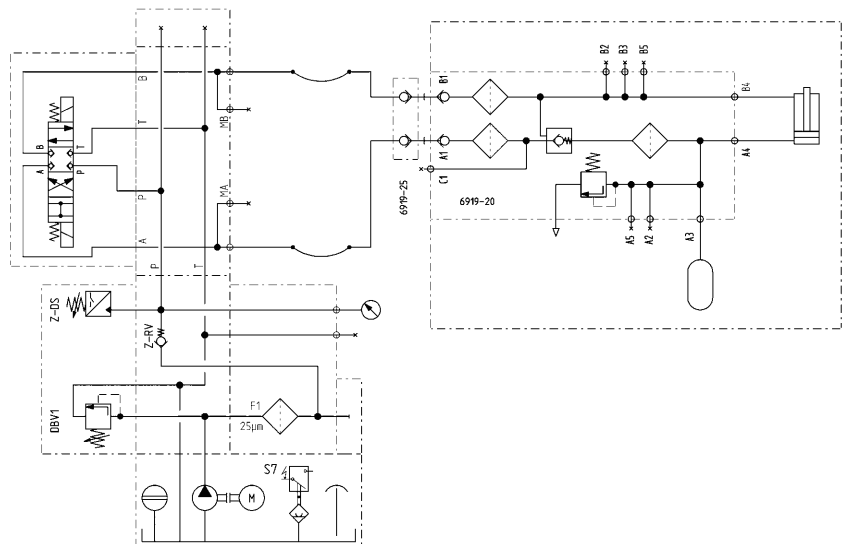 B2
B3
B5
B
B1
B4
MB
T
B
T
A
P
A1
A4
C1
6919-25
6919-20
P
MA
A5
A2
A3
A
P
T
Z-DS
Z-RV
F1
25µm
DBV1
S7
M